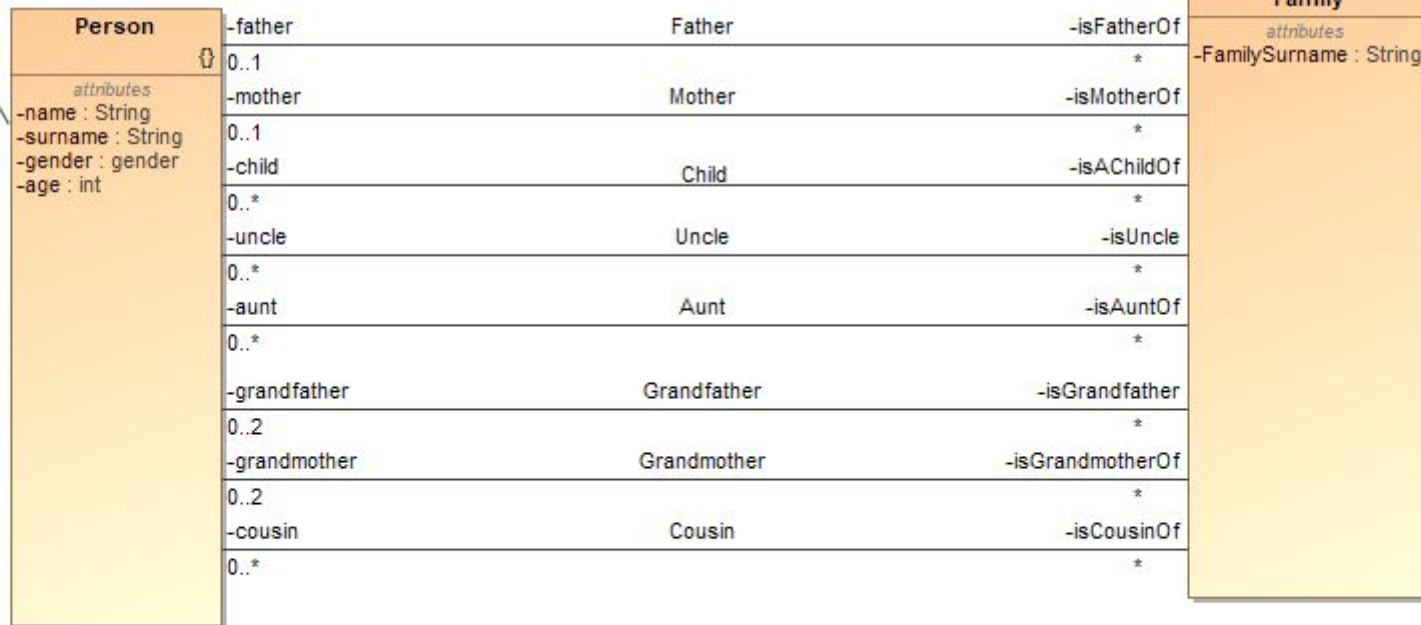 Person
{}
attributes
-name : String
-surname : String
-gender : gender
-age : int
-father Father -isFatherOf
0..1 *
-mother Mother -isMotherOf
0..1 *
-child Child -isAChildOf
0..* *
-uncle Uncle -isUncle
0..* *
-aunt Aunt -isAuntOf
0..* *
-grandfather Grandfather -isGrandfather
0..2 *
-grandmother Grandmother -isGrandmotherOf
0..2 *
-cousin Cousin -isCousinOf
0..* *
Family
attributes
-FamilySurname : String